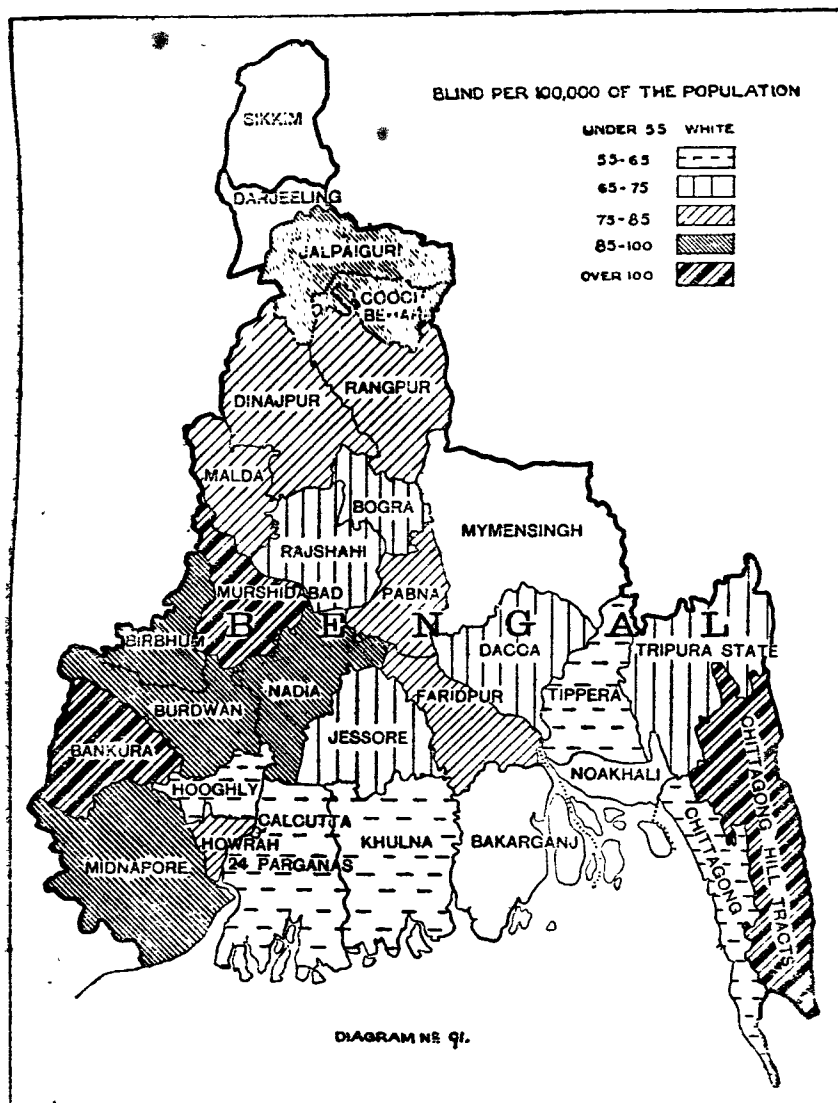 BLIND PER 100,000 OF THE POPULATION
UNDER 55 WHITE
55-65
65-75
75-85
85-100
OVER 100
SIKKIM
DARJEELING
JALPAIGURI
COOCH BEHAR
DINAJPUR
RANGPUR
MALDA
BOGRA
RAJSHAHI
MYMENSINGH
MURSHIDABAD
PABNA
BENGAL
BIRBHUM
DACCA
TRIPURA STATE
NADIA
FARIDPUR
TIPPERA
BURDWAN
JESSORE
BANKURA
NOAKHALI
HOOGHLY
CALCUTTA
KHULNA
BAKARGANJ
HOWRAH
24 PARGANAS
MIDNAPORE
CHITTAGONG
CHITTAGONG HILL TRACTS
DIAGRAM No. 91.